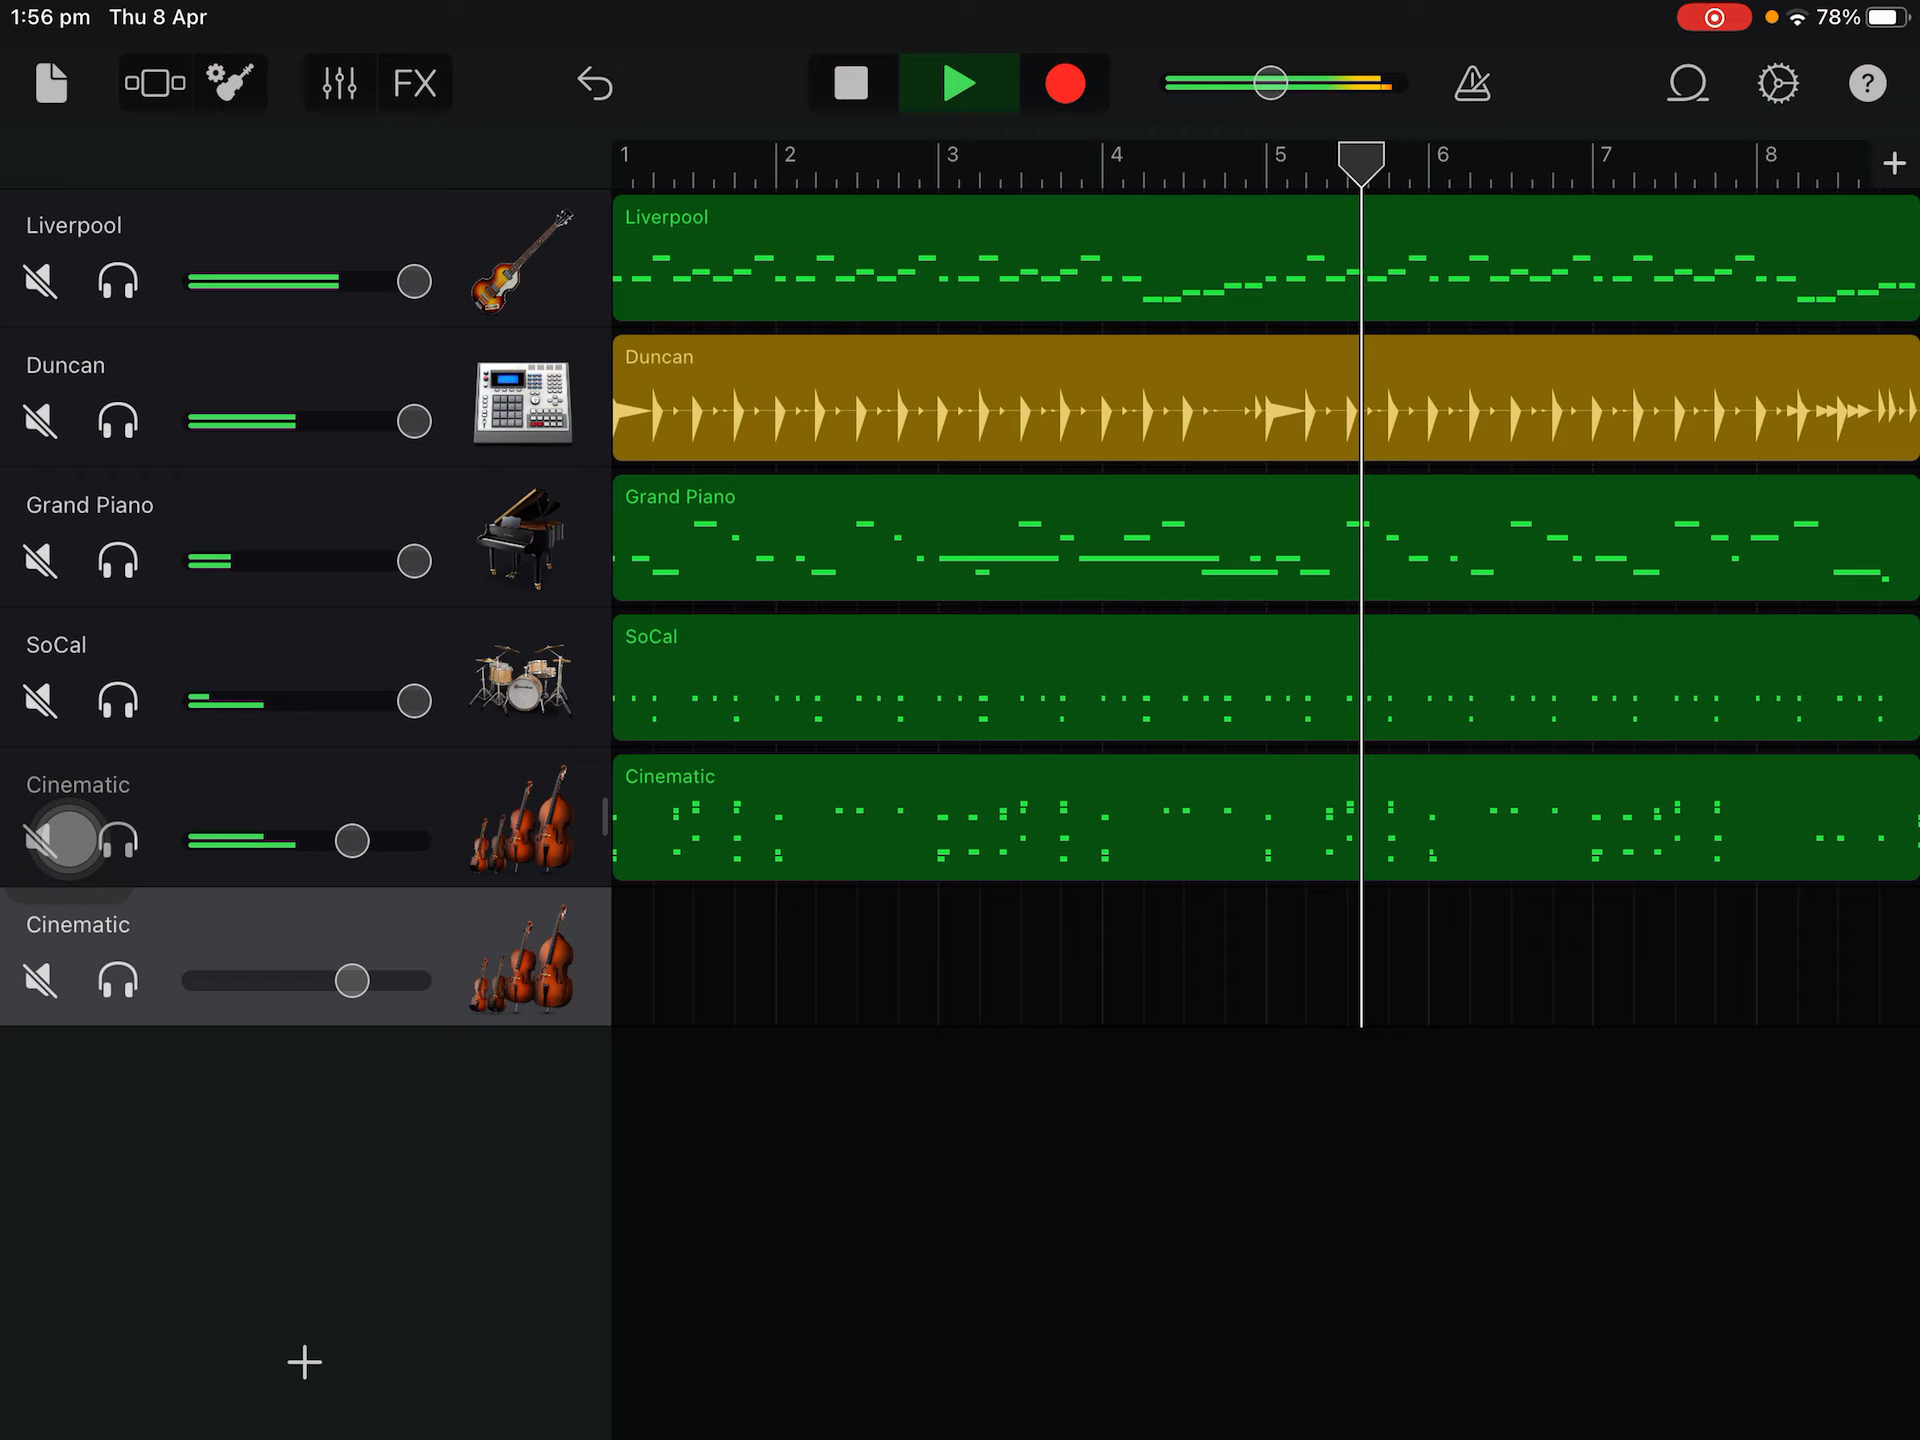 1:56 pm Thu 8 Apr 78%
FX
?
1 2 3 4 5 6 7 8
Liverpool
Liverpool
Duncan
Duncan
Grand Piano
Grand Piano
SoCal
SoCal
Cinematic
Cinematic
Cinematic